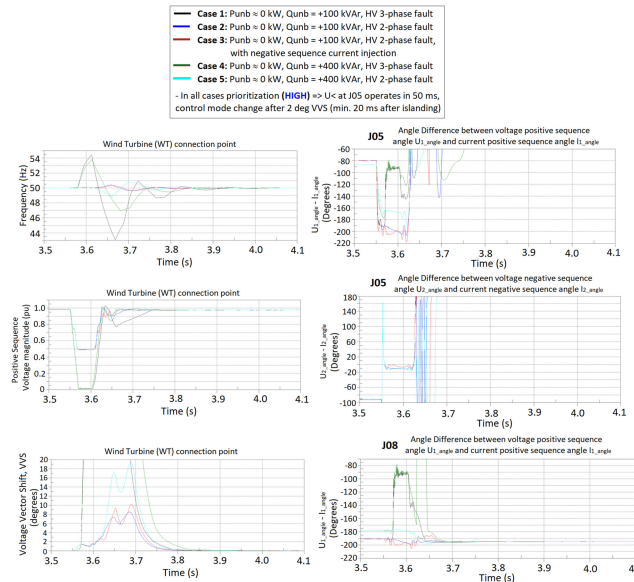 Case 1: Punb ≈ 0 kW, Qunb = +100 kVAr, HV 3-phase fault
Case 2: Punb ≈ 0 kW, Qunb = +100 kVAr, HV 2-phase fault
Case 3: Punb ≈ 0 kW, Qunb = +100 kVAr, HV 2-phase fault,
with negative sequence current injection
Case 4: Punb ≈ 0 kW, Qunb = +400 kVAr, HV 3-phase fault
Case 5: Punb ≈ 0 kW, Qunb = +400 kVAr, HV 2-phase fault
- In all cases prioritization (HIGH) => U< at J05 operates in 50 ms,
control mode change after 2 deg VVS (min. 20 ms after islanding)
Wind Turbine (WT) connection point
Frequency (Hz)
54
52
50
48
46
44
3.5 3.6 3.7 3.8 3.9 4.0 4.1
Time (s)
J05
Angle Difference between voltage positive sequence
angle U1_angle and current positive sequence angle I1_angle
U1_angle - I1_angle
(Degrees)
-60
-80
-100
-120
-140
-160
-180
-200
-220
3.5 3.6 3.7 3.8 3.9 4.0 4.1
Time (s)
Wind Turbine (WT) connection point
Positive Sequence
Voltage magnitude (pu)
1.0
0.8
0.6
0.4
0.2
0
3.5 3.6 3.7 3.8 3.9 4.0 4.1
Time (s)
J05
Angle Difference between voltage negative sequence
angle U2_angle and current negative sequence angle I2_angle
U2_angle - I2_angle
(Degrees)
180
140
100
60
20
-20
-60
-100
3.5 3.6 3.7 3.8 3.9 4.0 4.1
Time (s)
Wind Turbine (WT) connection point
Voltage Vector Shift, VVS
(degrees)
20
18
16
14
12
10
8
6
4
2
0
3.5 3.6 3.7 3.8 3.9 4.0 4.1
Time (s)
J08
Angle Difference between voltage positive sequence
angle U1_angle and current positive sequence angle I1_angle
U1_angle - I1_angle
(Degrees)
-80
-100
-120
-140
-160
-180
-200
-220
3.5 3.6 3.7 3.8 3.9 4.0 4.1
Time (s)